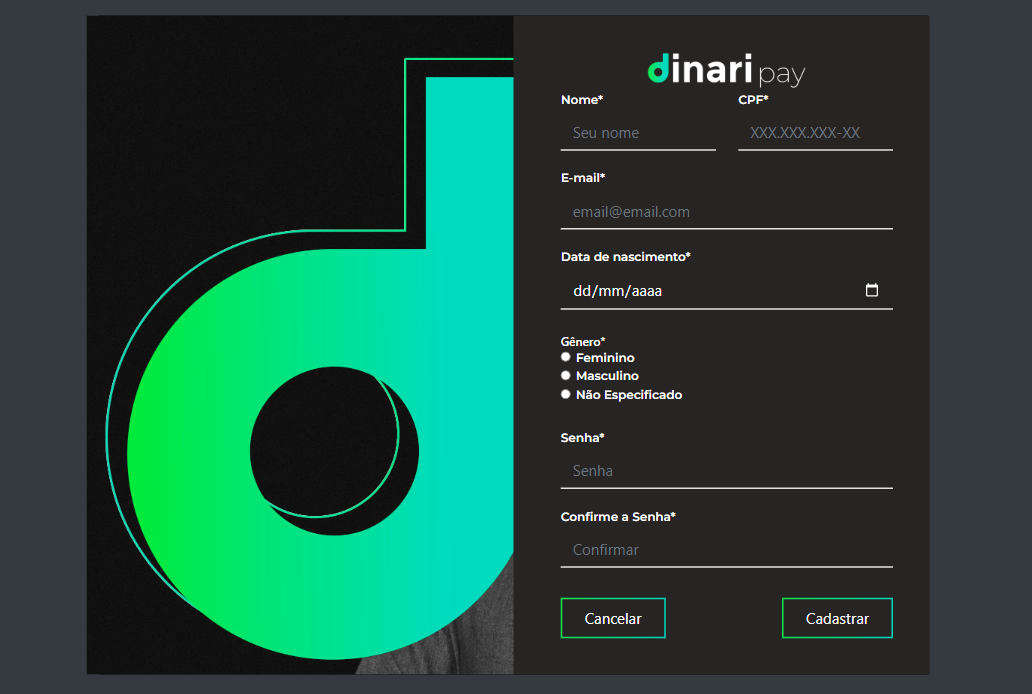 dinari pay
Nome* CPF*
Seu nome XXX.XXX.XXX-XX
E-mail*
email@email.com
Data de nascimento*
dd/mm/aaaa
Gênero*
Feminino
Masculino
Não Especificado
Senha*
Senha
Confirme a Senha*
Confirmar
Cancelar Cadastrar